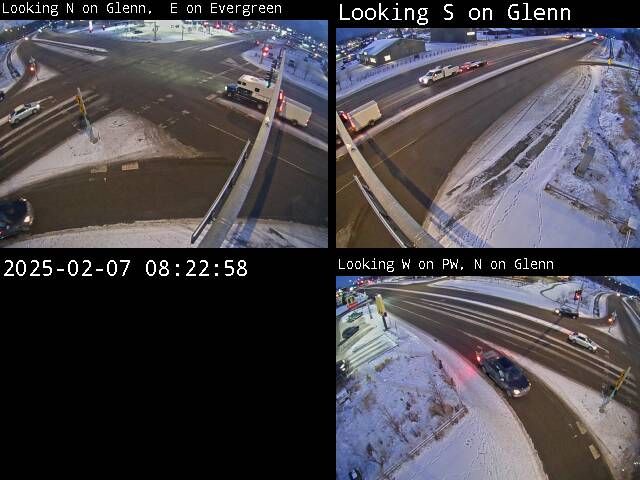 Looking N on Glenn,  E on Evergreen
Looking S on Glenn
2025-02-07 08:22:58
Looking W on PW, N on Glenn